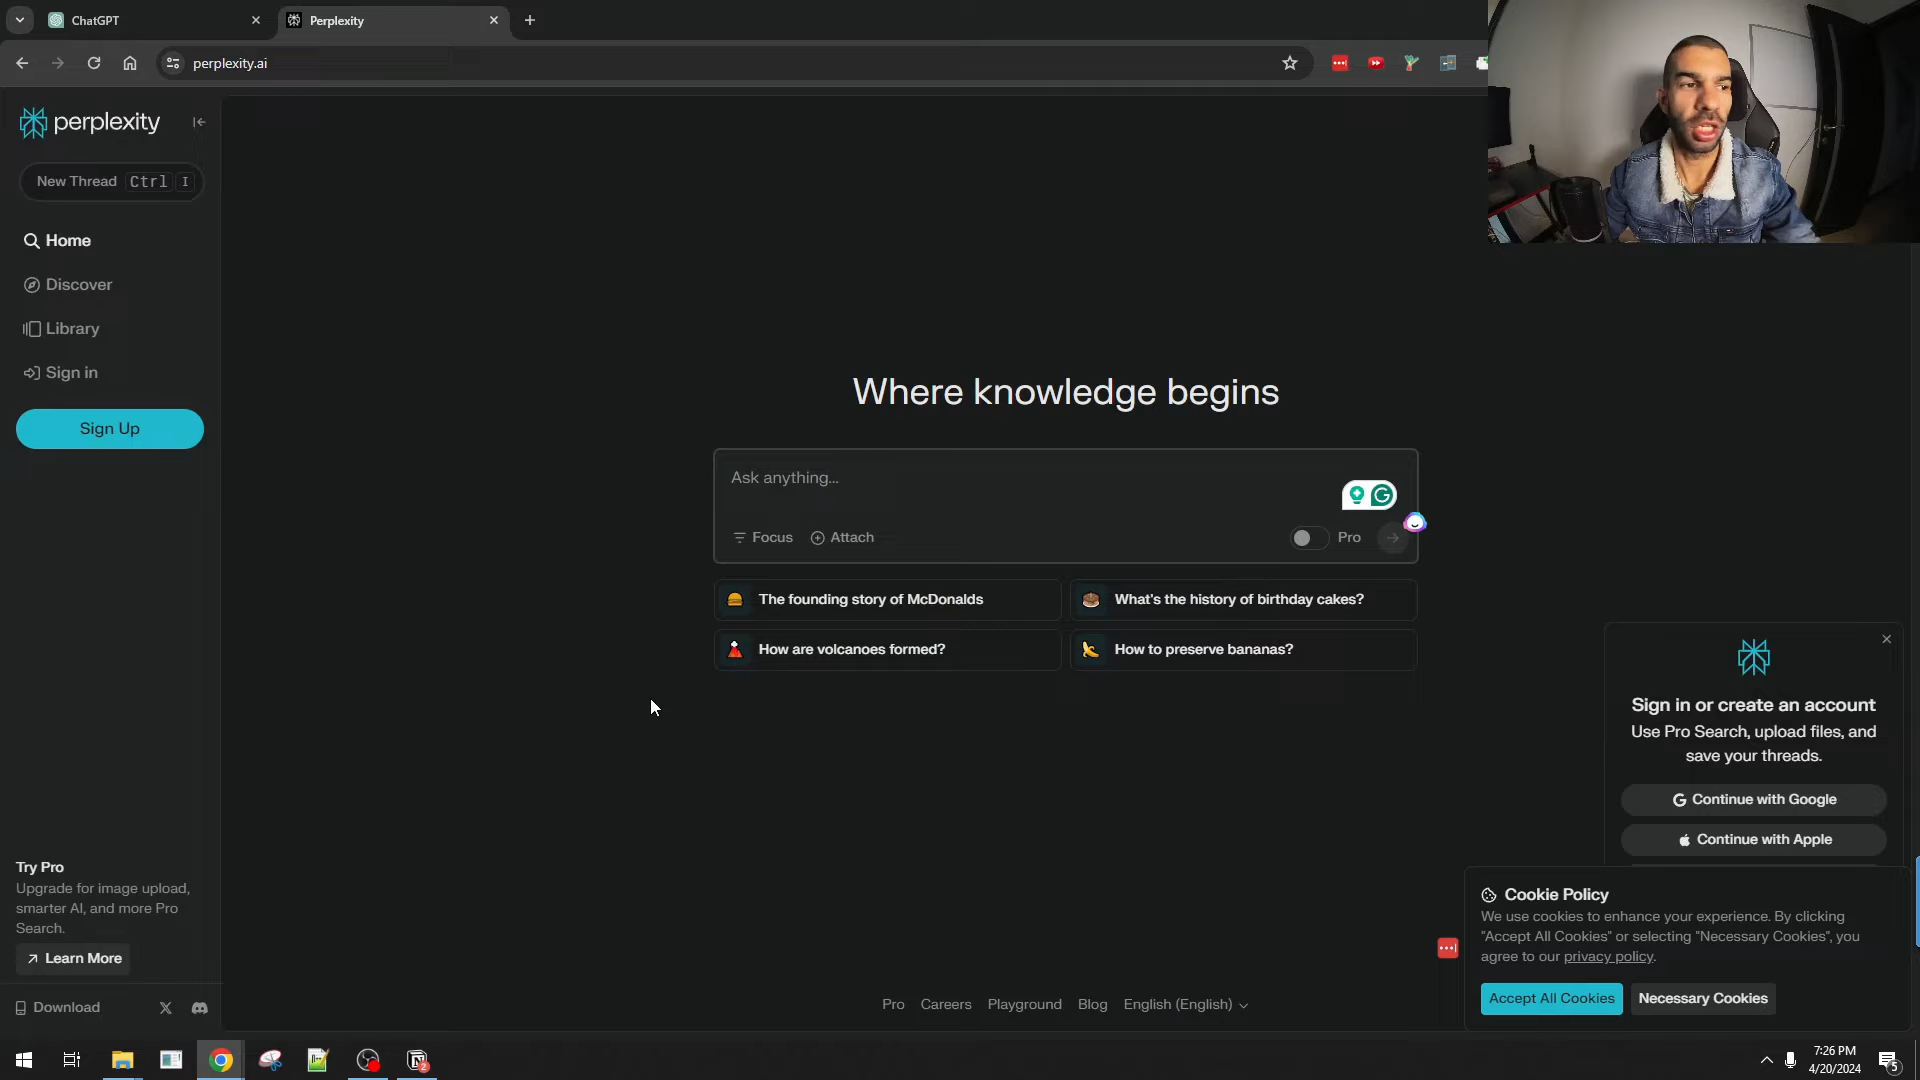 ChatGPT
Perplexity
perplexity.ai
perplexity
New Thread Ctrl I
Home
Discover
Library
Sign in
Sign Up
Where knowledge begins
Ask anything...
Focus
Attach
Pro
The founding story of McDonalds
What's the history of birthday cakes?
How are volcanoes formed?
How to preserve bananas?
Sign in or create an account
Use Pro Search, upload files, and
save your threads.
Continue with Google
Continue with Apple
Try Pro
Upgrade for image upload,
smarter AI, and more Pro
Search.
Learn More
Download
Cookie Policy
We use cookies to enhance your experience. By clicking
"Accept All Cookies" or selecting "Necessary Cookies", you
agree to our privacy policy.
Accept All Cookies
Necessary Cookies
Pro Careers Playground Blog English (English)
2
7:26 PM
4/20/2024
5